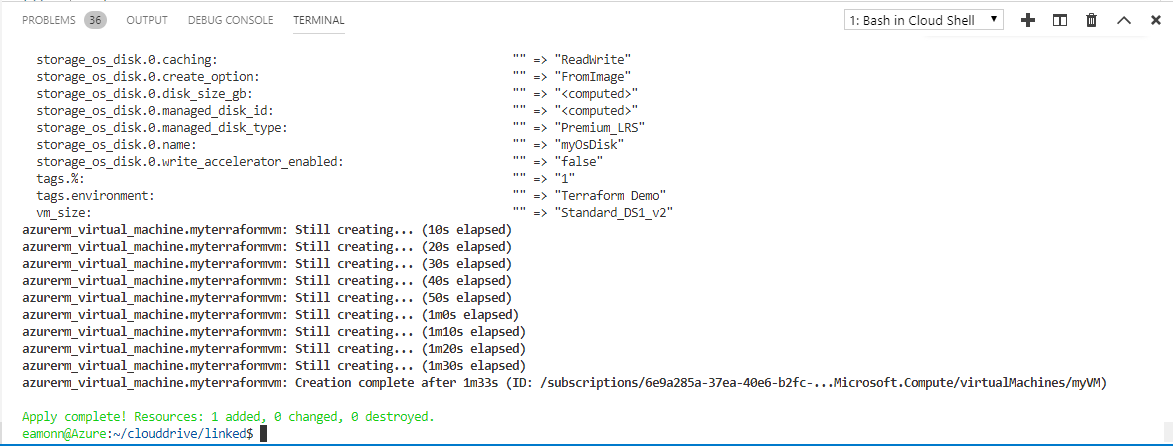 PROBLEMS 36 OUTPUT DEBUG CONSOLE TERMINAL 1: Bash in Cloud Shell
storage_os_disk.0.caching: "" => "ReadWrite"
storage_os_disk.0.create_option: "" => "FromImage"
storage_os_disk.0.disk_size_gb: "" => "<computed>"
storage_os_disk.0.managed_disk_id: "" => "<computed>"
storage_os_disk.0.managed_disk_type: "" => "Premium_LRS"
storage_os_disk.0.name: "" => "myOsDisk"
storage_os_disk.0.write_accelerator_enabled: "" => "false"
tags.%: "" => "1"
tags.environment: "" => "Terraform Demo"
vm_size: "" => "Standard_DS1_v2"
azurerm_virtual_machine.myterraformvm: Still creating... (10s elapsed)
azurerm_virtual_machine.myterraformvm: Still creating... (20s elapsed)
azurerm_virtual_machine.myterraformvm: Still creating... (30s elapsed)
azurerm_virtual_machine.myterraformvm: Still creating... (40s elapsed)
azurerm_virtual_machine.myterraformvm: Still creating... (50s elapsed)
azurerm_virtual_machine.myterraformvm: Still creating... (1m0s elapsed)
azurerm_virtual_machine.myterraformvm: Still creating... (1m10s elapsed)
azurerm_virtual_machine.myterraformvm: Still creating... (1m20s elapsed)
azurerm_virtual_machine.myterraformvm: Still creating... (1m30s elapsed)
azurerm_virtual_machine.myterraformvm: Creation complete after 1m33s (ID: /subscriptions/6e9a285a-37ea-40e6-b2fc-...Microsoft.Compute/virtualMachines/myVM)
Apply complete! Resources: 1 added, 0 changed, 0 destroyed.
eamonn@Azure:~/clouddrive/linked$